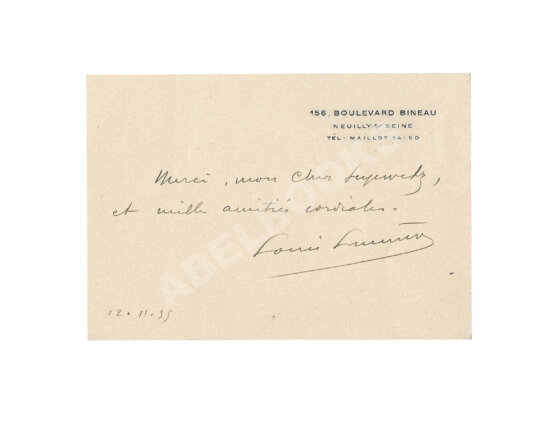 156, BOULEVARD BINEAU
NEUILLY-S/ SEINE
TÉL: MAILLOT 14-50
Merci, mon cher Seyewetz,
et mille amitiés cordiales.
Louis Lumière
12.11.35